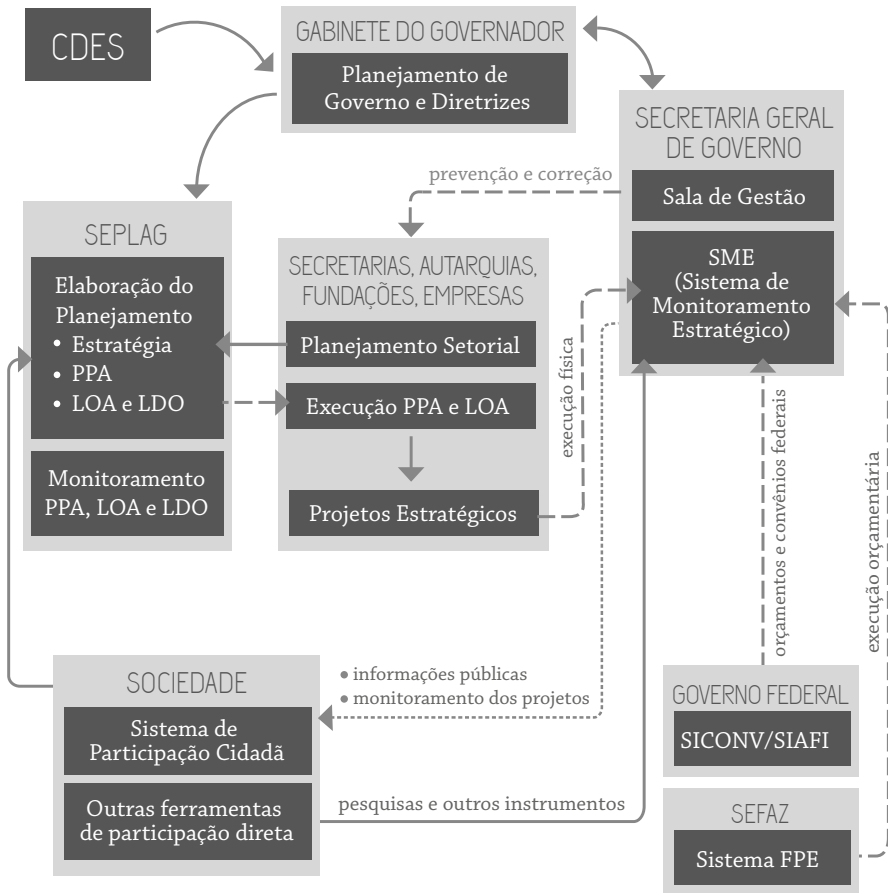 CDES
GABINETE DO GOVERNADOR
Planejamento de
Governo e Diretrizes
SECRETARIA GERAL
DE GOVERNO
Sala de Gestão
SME
(Sistema de
Monitoramento
Estratégico)
prevenção e correção
SEPLAG
Elaboração do
Planejamento
• Estratégia
• PPA
• LOA e LDO
Monitoramento
PPA, LOA e LDO
SECRETARIAS, AUTARQUIAS,
FUNDAÇÕES, EMPRESAS
Planejamento Setorial
Execução PPA e LOA
Projetos Estratégicos
execução física
orçamentos e convênios federais
execução orçamentária
SOCIEDADE
Sistema de
Participação Cidadã
Outras ferramentas
de participação direta
• informações públicas
• monitoramento dos projetos
pesquisas e outros instrumentos
GOVERNO FEDERAL
SICONV/SIAFI
SEFAZ
Sistema FPE